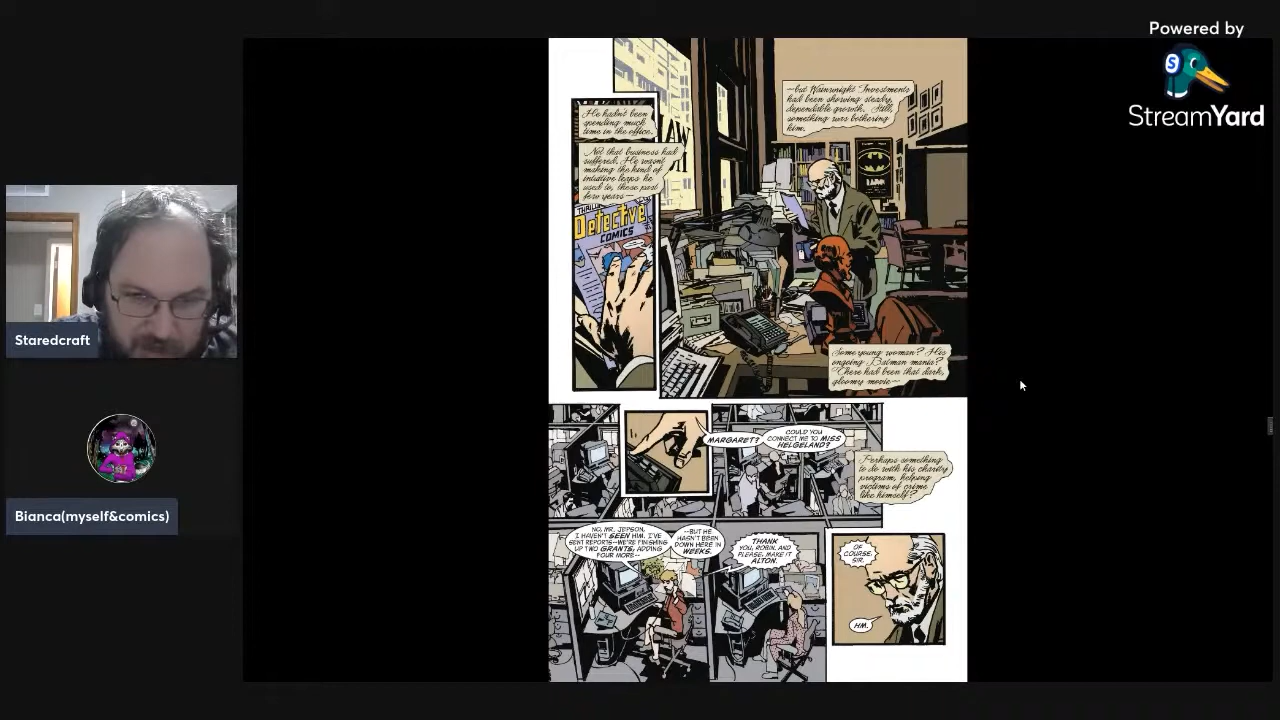 Powered by
StreamYard
Staredcraft
Bianca(myself&comics)
He hadn't been
spending much
time in the office.
Not that business had
suffered. He wasn't
making the kind of
intuitive leaps he
used to, these past
few years—
LAW
Detective
COMICS
—but Wainwright Investments
had been showing steady,
dependable growth. Still,
something was bothering
him.
Some young woman? His
ongoing Batman mania?
There had been that dark,
gloomy movie—
MARGARET?
COULD YOU
CONNECT ME TO MISS
HELGELAND?
Perhaps something
to do with his charity
program, helping
victims of crime
like himself?
NO, MR. JEPSON,
I HAVEN'T SEEN HIM. I'VE
SENT REPORTS—WE'RE FINISHING
UP TWO GRANTS, ADDING
FOUR MORE—
—BUT HE
HASN'T BEEN
DOWN HERE IN
WEEKS.
THANK
YOU, ROBIN. AND
PLEASE, MAKE IT
ALTON.
OF
COURSE,
SIR.
HM.